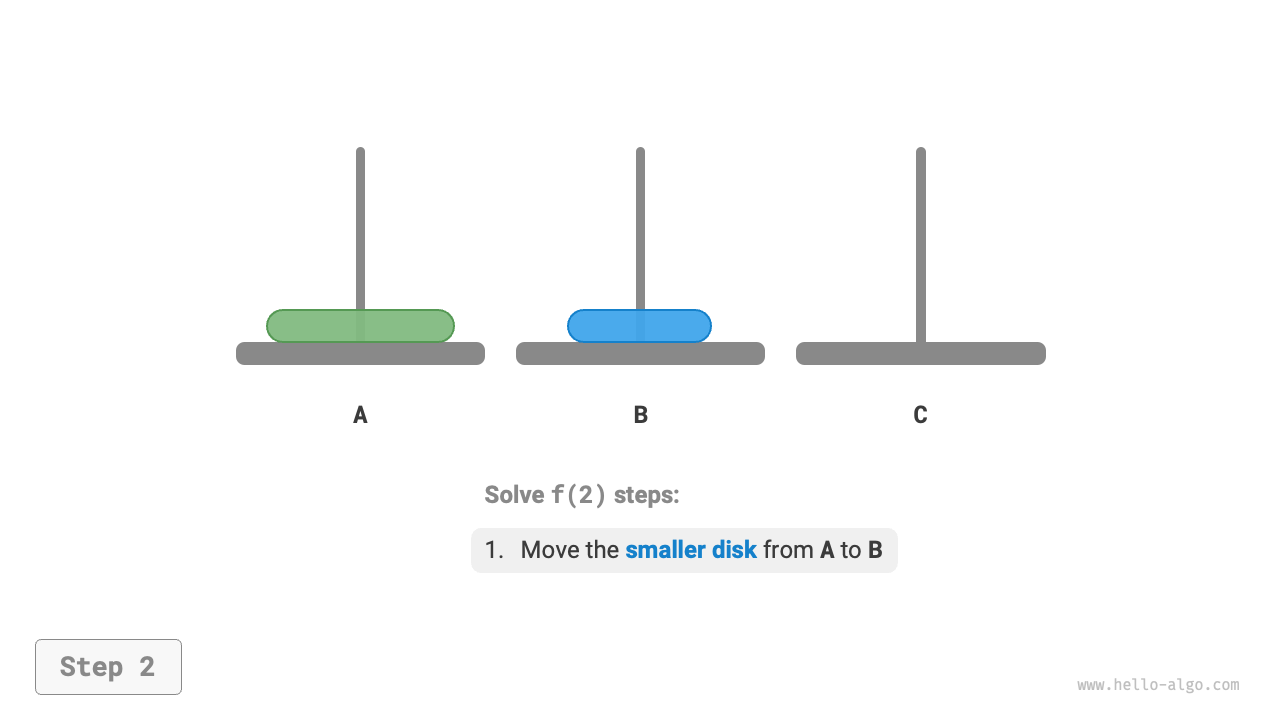 A B C
Solve f(2) steps:
1. Move the smaller disk from A to B
Step 2
www.hello-algo.com